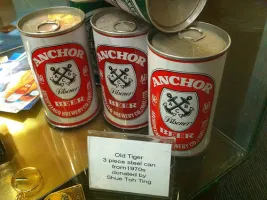 ANCHOR
Pilsener
BEER
ANCHOR
Pilsener
BEER
ANCHOR
Pilsener
BEER
Old Tiger
3 piece steel can
from 1970s
donated by
Shue Toh Ting